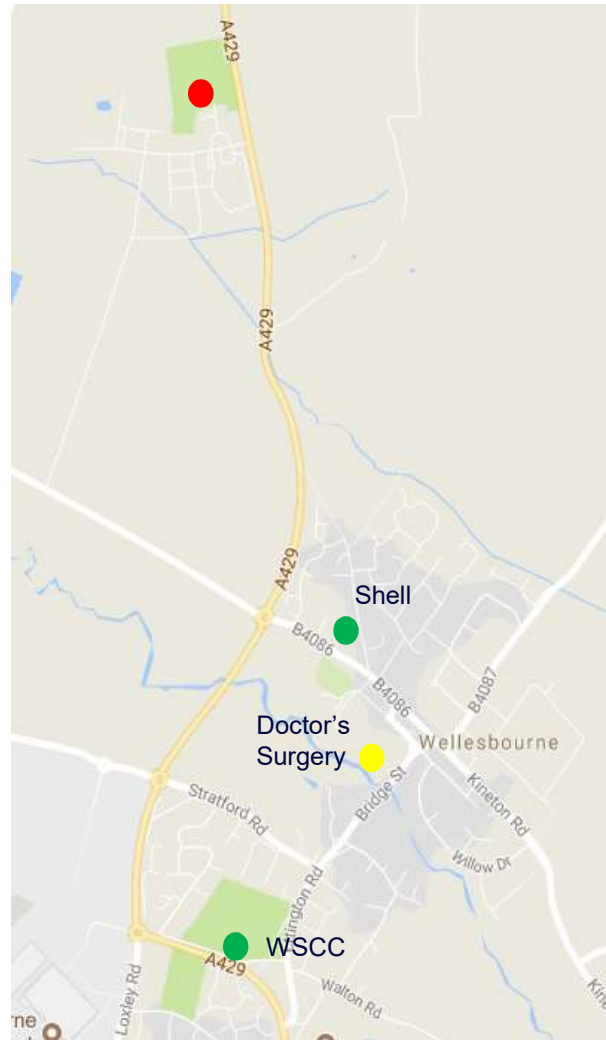 A429
A429
A429
Shell
B4086
B4086
B4087
Doctor's
Surgery
Wellesbourne
Bridge St
Kineton Rd
Stratford Rd
Willow Dr
WSCC
A429
Walton Rd
Loxley Rd